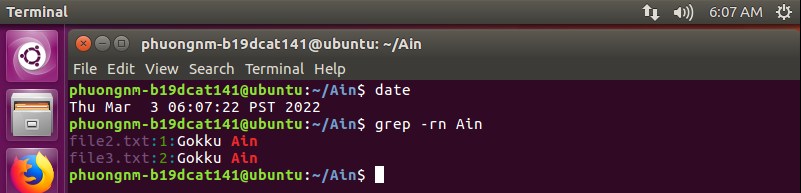 Terminal
6:07 AM
phuongnm-b19dcat141@ubuntu: ~/Ain
File Edit View Search Terminal Help
phuongnm-b19dcat141@ubuntu:~/Ain$ date
Thu Mar  3 06:07:22 PST 2022
phuongnm-b19dcat141@ubuntu:~/Ain$ grep -rn Ain
file2.txt:1:Gokku Ain
file3.txt:2:Gokku Ain
phuongnm-b19dcat141@ubuntu:~/Ain$